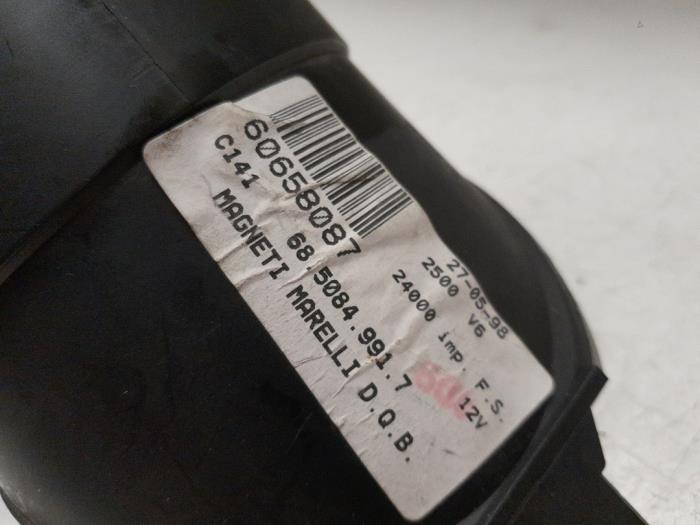 60658087
C141
68.5084.991.7
MAGNETI MARELLI D.Q.B.
27-05-98
2500 V6
24000 imp. F.S.
12V